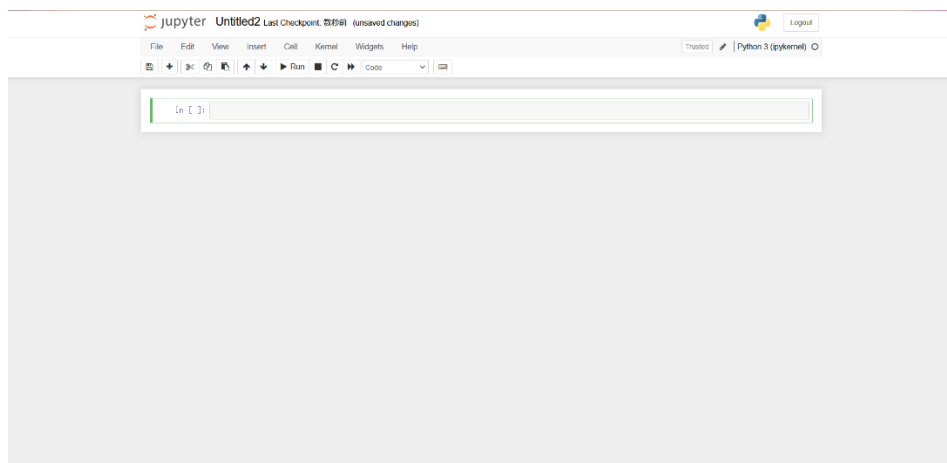 jupyter Untitled2 Last Checkpoint: 数秒前 (unsaved changes) Logout
File Edit View Insert Cell Kernel Widgets Help Trusted Python 3 (ipykernel)
Run Code
In [ ]: